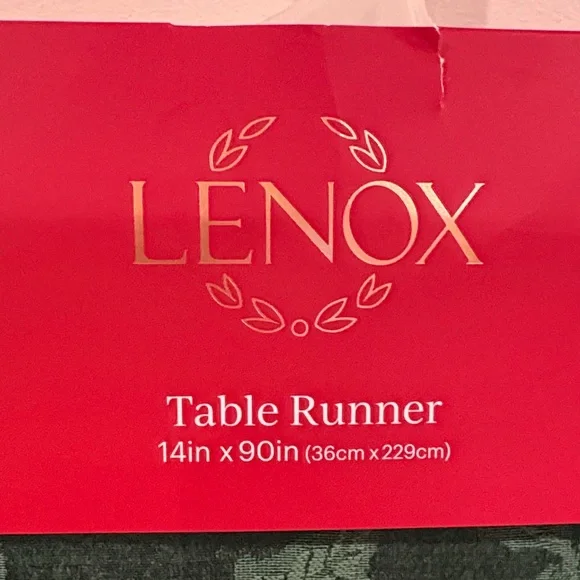 LENOX
Table Runner
14in x 90in (36cm x 229cm)